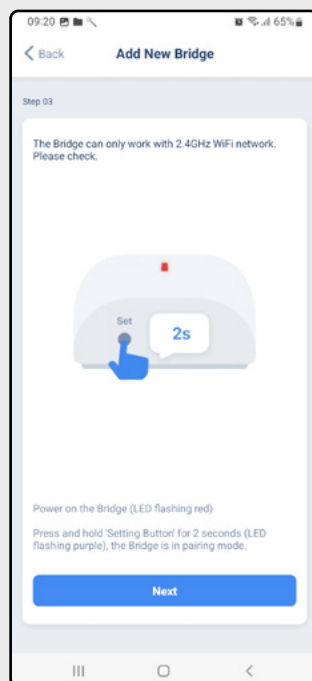 09:20 65%
Back Add New Bridge
Step 03
The Bridge can only work with 2.4GHz WiFi network.
Please check.
Set
2s
Power on the Bridge (LED flashing red)
Press and hold 'Setting Button' for 2 seconds (LED
flashing purple), the Bridge is in pairing mode.
Next